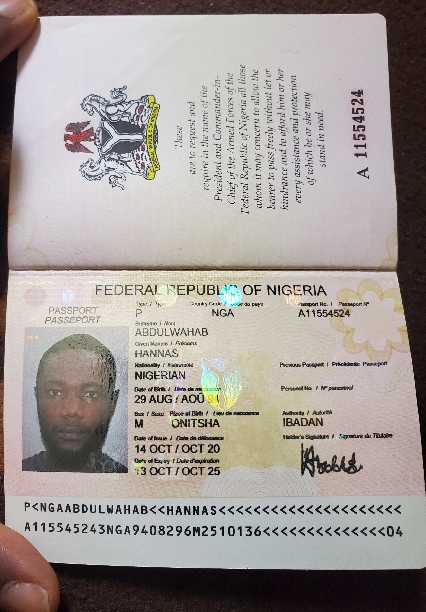 These
are to request and
require in the name of the
President and Commander-in-
Chief of the Armed Forces of the
Federal Republic of Nigeria all those
whom it may concern to allow the
bearer to pass freely without let or
hindrance and to afford him or her
every assistance and protection
of which he or she may
stand in need.
A 11554524
FEDERAL REPUBLIC OF NIGERIA
PASSPORT
PASSEPORT
Type / Type
Country Code / Code du pays
Passport No. / Passeport N°
P
NGA
A11554524
Surname / Nom
ABDULWAHAB
Given Names / Prénoms
HANNAS
Nationality / Nationalité
Previous Passport / Précédente Passeport
NIGERIAN
Date of Birth / Date de naissance
Personal No. / N° personnel
29 AUG / AOÛ
Sex / Sexe
Place of Birth / Lieu de naissance
Authority / Autorité
M
ONITSHA
IBADAN
Date of Issue / Date de délivrance
Holder's Signature / Signature du Titulaire
14 OCT / OCT 20
Date of Expiry / Date d'expiration
13 OCT / OCT 25
P<NGAABDULWAHAB<<HANNAS<<<<<<<<<<<<<<<<<<<<<
A115545243NGA9408296M2510136<<<<<<<<<<<<<<04